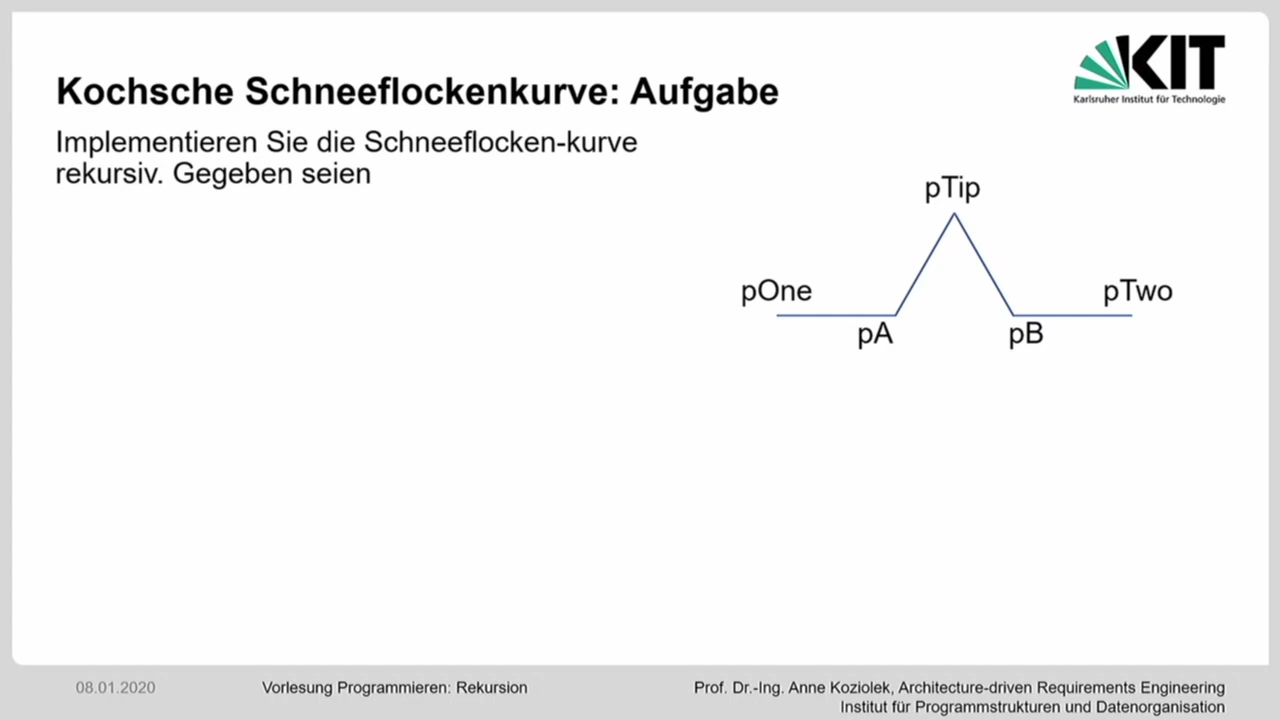 KIT
Karlsruher Institut für Technologie
Kochsche Schneeflockenkurve: Aufgabe
Implementieren Sie die Schneeflocken-kurve
rekursiv. Gegeben seien
pTip
pOne
pTwo
pA
pB
08.01.2020
Vorlesung Programmieren: Rekursion
Prof. Dr.-Ing. Anne Koziolek, Architecture-driven Requirements Engineering
Institut für Programmstrukturen und Datenorganisation